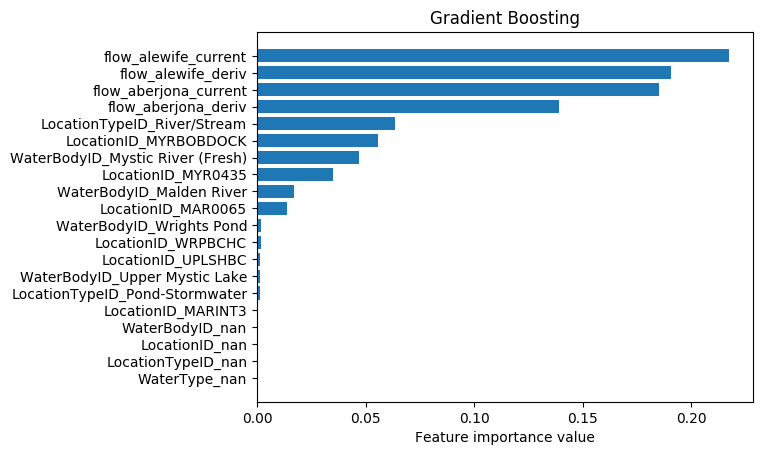 Gradient Boosting
flow_alewife_current
flow_alewife_deriv
flow_aberjona_current
flow_aberjona_deriv
LocationTypeID_River/Stream
LocationID_MYRBOBDOCK
WaterBodyID_Mystic River (Fresh)
LocationID_MYR0435
WaterBodyID_Malden River
LocationID_MAR0065
WaterBodyID_Wrights Pond
LocationID_WRPBCHC
LocationID_UPLSHBC
WaterBodyID_Upper Mystic Lake
LocationTypeID_Pond-Stormwater
LocationID_MARINT3
WaterBodyID_nan
LocationID_nan
LocationTypeID_nan
WaterType_nan
0.00 0.05 0.10 0.15 0.20
Feature importance value